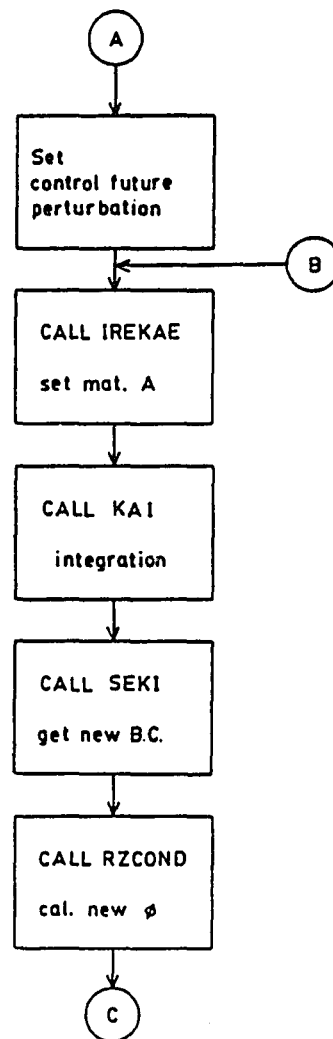 A
Set
control future
perturbation
B
CALL IREKAE
set mat. A
CALL KAI
integration
CALL SEKI
get new B.C.
CALL RZCOND
cal. new ø
C